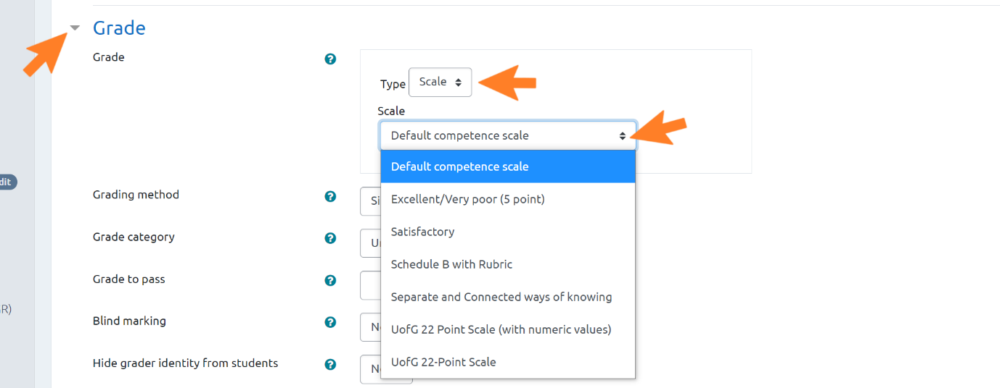 Grade
Grade
Type Scale
Scale
Default competence scale
Default competence scale
Excellent/Very poor (5 point)
Satisfactory
Schedule B with Rubric
Separate and Connected ways of knowing
UofG 22 Point Scale (with numeric values)
UofG 22-Point Scale
dit
Grading method
Si
Grade category
Grade to pass
R)
Blind marking
Hide grader identity from students